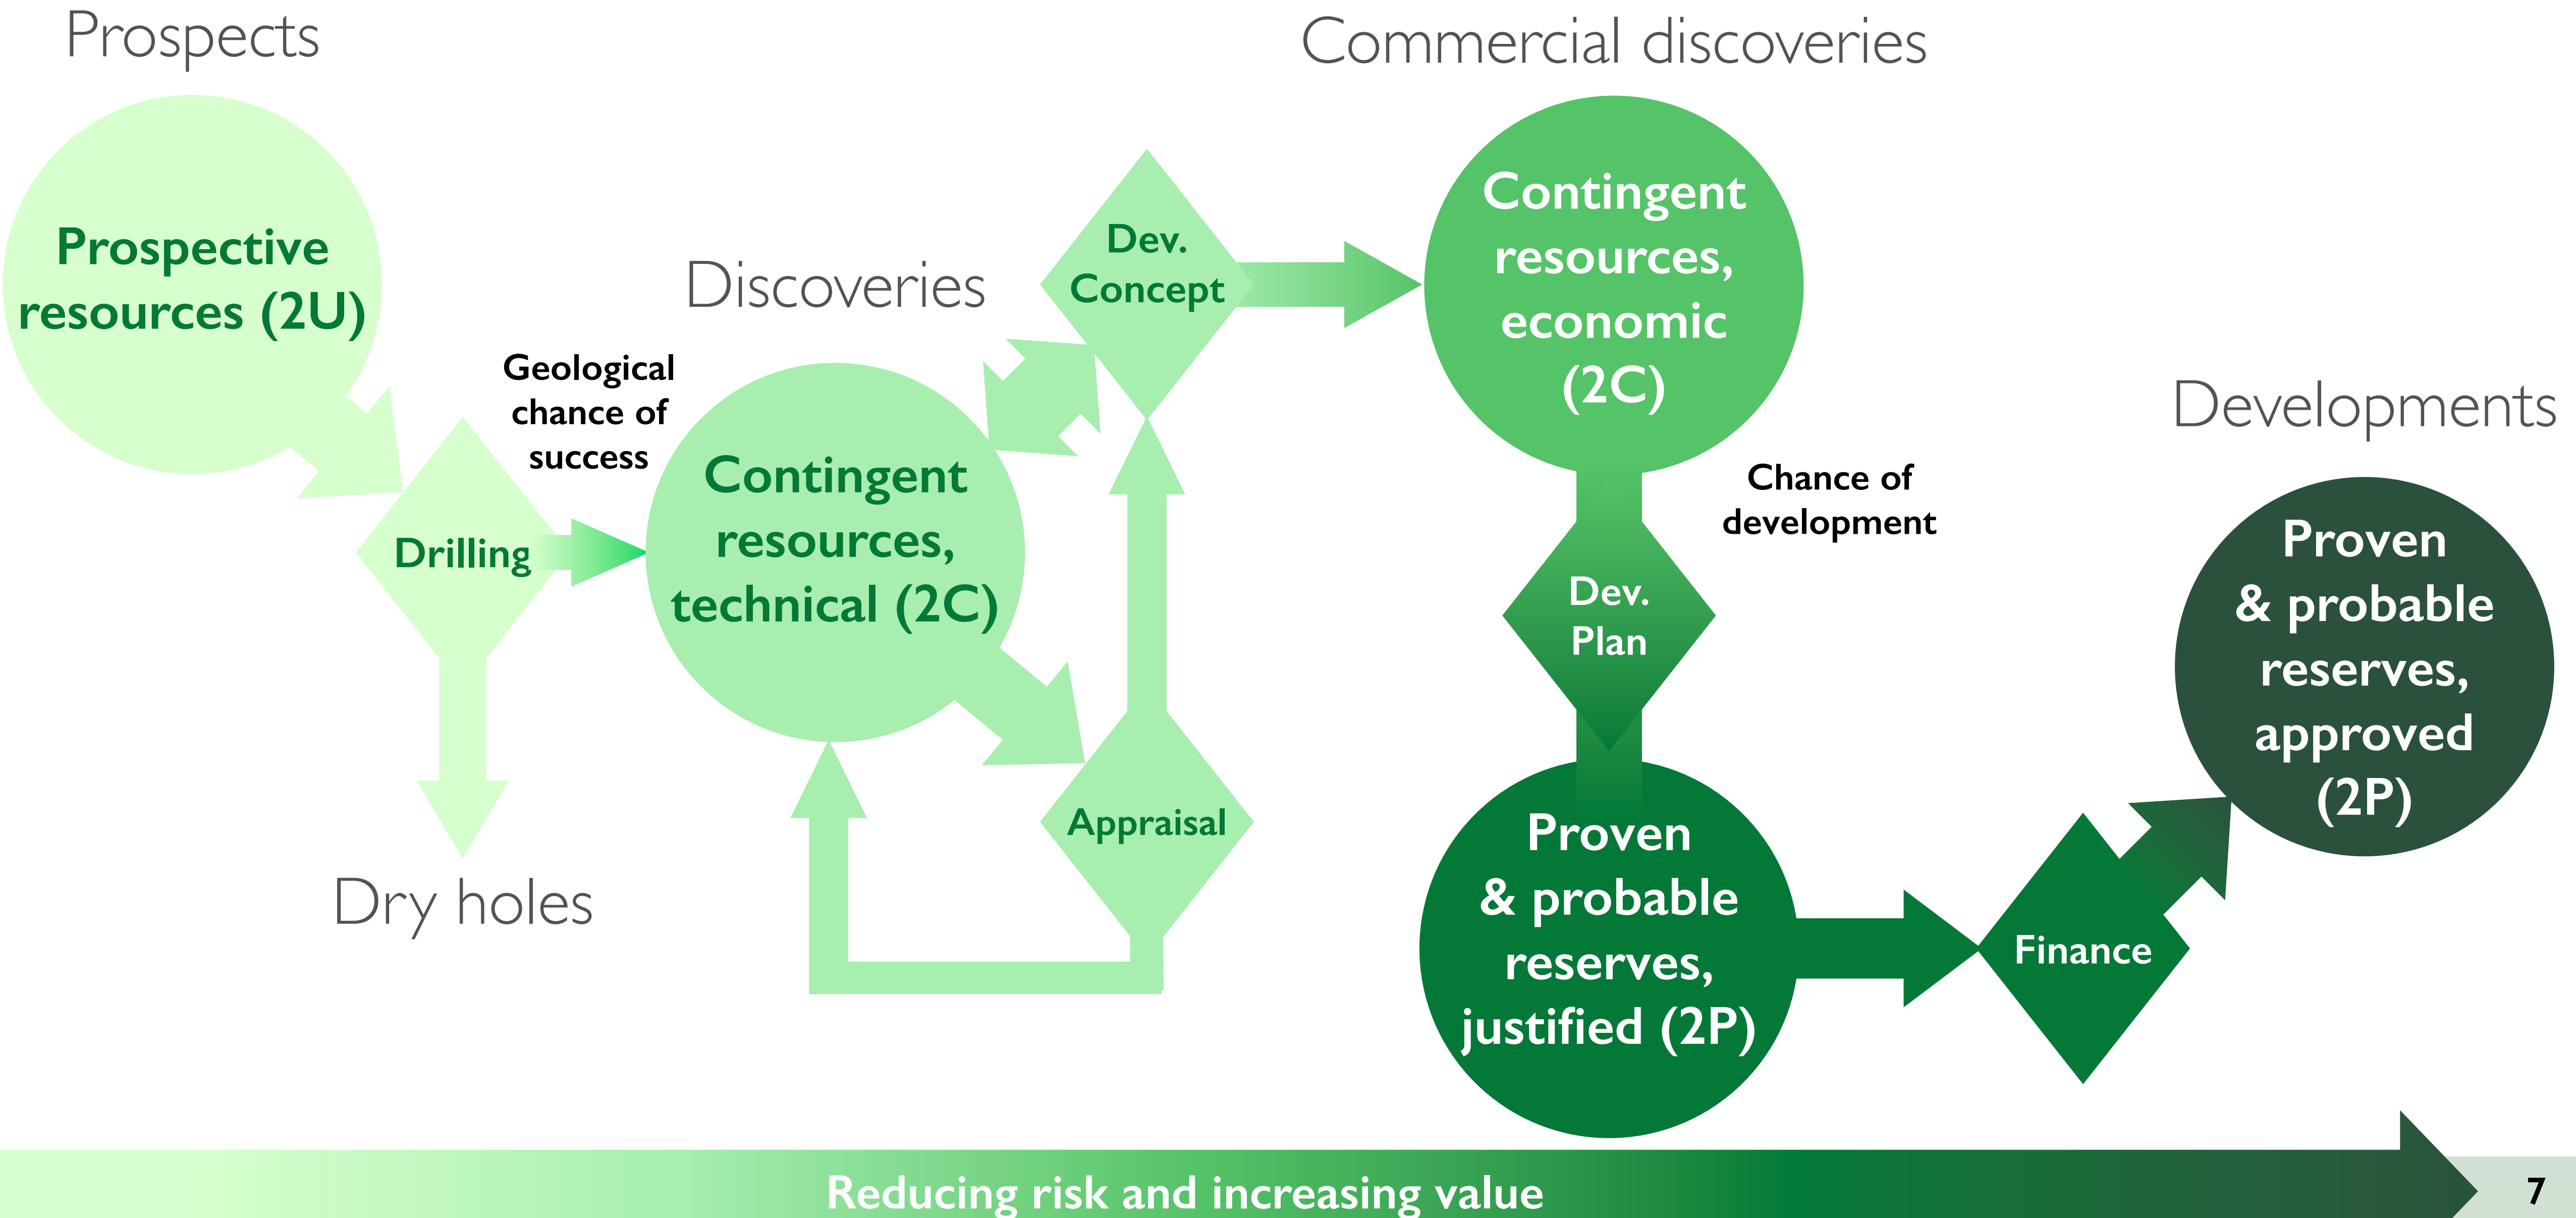 Prospects
Prospective
resources (2U)
Drilling
Geological
chance of
success
Dry holes
Discoveries
Contingent
resources,
technical (2C)
Dev.
Concept
Appraisal
Commercial discoveries
Contingent
resources,
economic
(2C)
Chance of
development
Dev.
Plan
Proven
& probable
reserves,
justified (2P)
Finance
Developments
Proven
& probable
reserves,
approved
(2P)
Reducing risk and increasing value
7